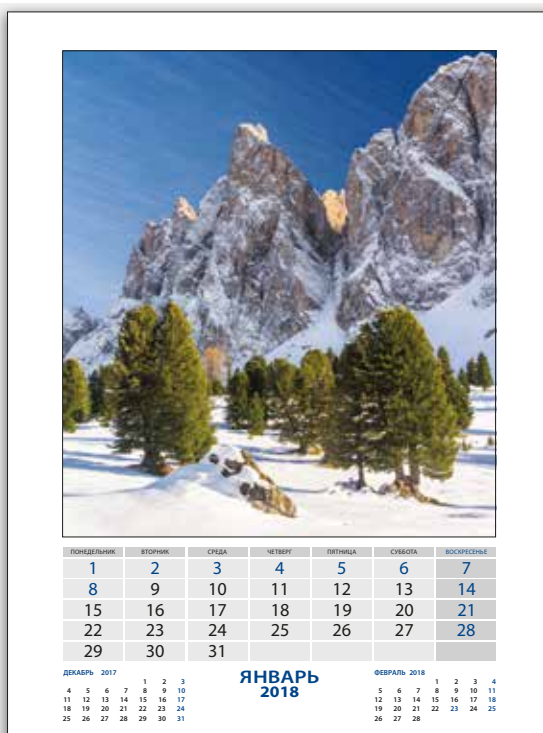 ПОНЕДЕЛЬНИК ВТОРНИК СРЕДА ЧЕТВЕРГ ПЯТНИЦА СУББОТА ВОСКРЕСЕНЬЕ
1 2 3 4 5 6 7
8 9 10 11 12 13 14
15 16 17 18 19 20 21
22 23 24 25 26 27 28
29 30 31
ДЕКАБРЬ 2017
1 2 3
4 5 6 7 8 9 10
11 12 13 14 15 16 17
18 19 20 21 22 23 24
25 26 27 28 29 30 31
ЯНВАРЬ
2018
ФЕВРАЛЬ 2018
1 2 3 4
5 6 7 8 9 10 11
12 13 14 15 16 17 18
19 20 21 22 23 24 25
26 27 28